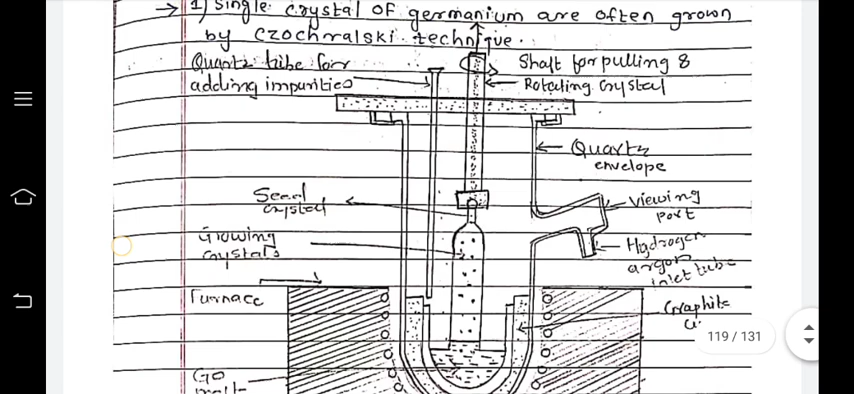 → 1) Single crystal of germanium are often grown
by czochralski technique.
Quartz tube for
adding impurities
Shaft for pulling &
Rotating crystal
Quartz
envelope
Seed
crystal
viewing
port
Growing
crystals
Hydrogen
argon
inlet tube
Furnace
Graphite
119 / 131
Ge
melt